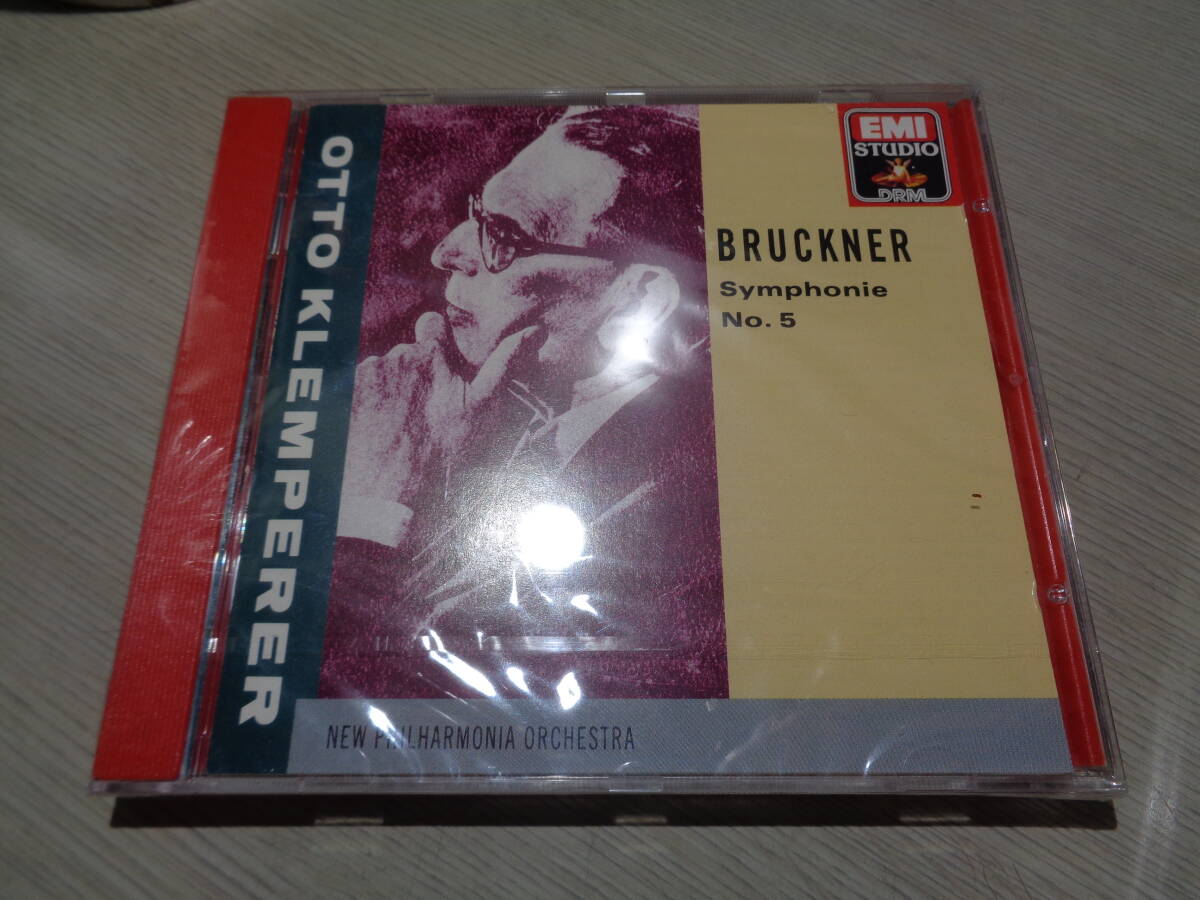 OTTO KLEMPERER
EMI
STUDIO
DRM
BRUCKNER
Symphonie
No. 5
NEW PHILHARMONIA ORCHESTRA